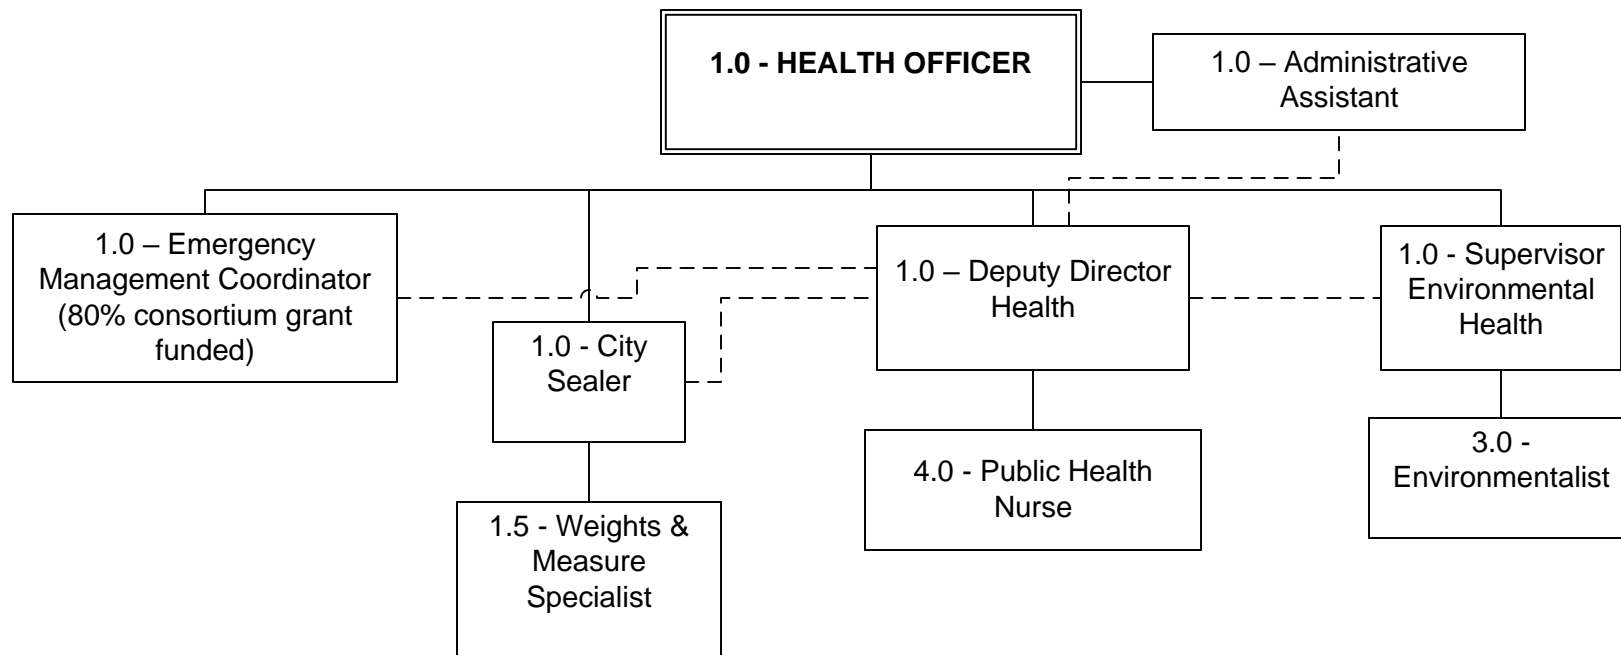 1.0 - HEALTH OFFICER
1.0 – Administrative
Assistant
1.0 – Emergency
Management Coordinator
(80% consortium grant
funded)
1.0 - City
Sealer
1.0 – Deputy Director
Health
1.0 - Supervisor
Environmental
Health
1.5 - Weights &
Measure
Specialist
4.0 - Public Health
Nurse
3.0 -
Environmentalist